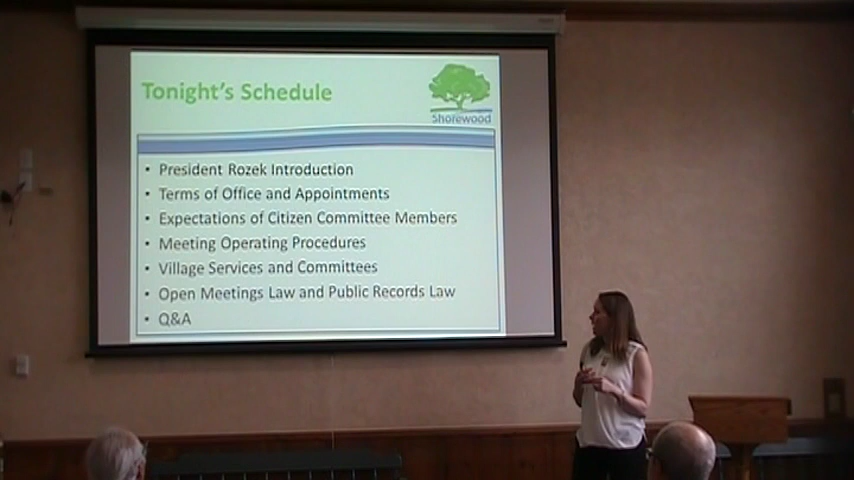 Tonight's Schedule
Shorewood
• President Rozek Introduction
• Terms of Office and Appointments
• Expectations of Citizen Committee Members
• Meeting Operating Procedures
• Village Services and Committees
• Open Meetings Law and Public Records Law
• Q&A